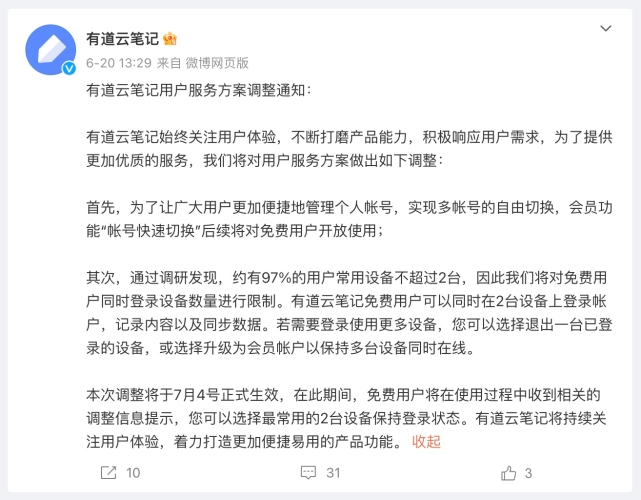 有道云笔记
6-20 13:29 来自 微博网页版
有道云笔记用户服务方案调整通知：
有道云笔记始终关注用户体验，不断打磨产品能力，积极响应用户需求，为了提供
更加优质的服务，我们将对用户服务方案做出如下调整：
首先，为了让广大用户更加便捷地管理个人帐号，实现多帐号的自由切换，会员功
能“帐号快速切换”后续将对免费用户开放使用；
其次，通过调研发现，约有97%的用户常用设备不超过2台，因此我们将对免费用
户同时登录设备数量进行限制。有道云笔记免费用户可以同时在2台设备上登录帐
户，记录内容以及同步数据。若需要登录使用更多设备，您可以选择退出一台已登
录的设备，或选择升级为会员帐户以保持多台设备同时在线。
本次调整将于7月4号正式生效，在此期间，免费用户将在使用过程中收到相关的
调整信息提示，您可以选择最常用的2台设备保持登录状态。有道云笔记将持续关
注用户体验，着力打造更加便捷易用的产品功能。 收起
10 31 3